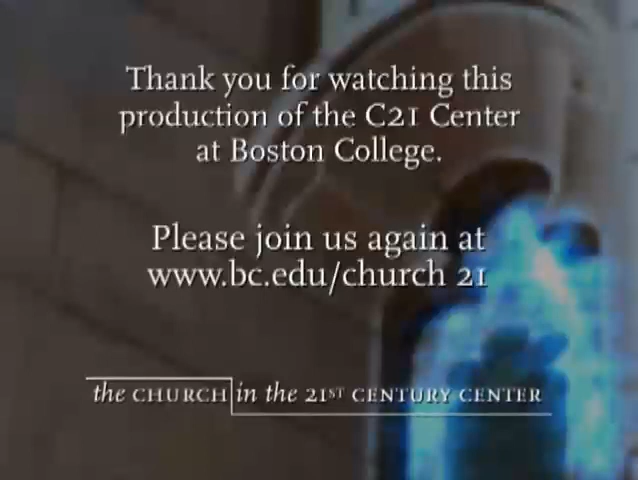 Thank you for watching this
production of the C21 Center
at Boston College.
Please join us again at
www.bc.edu/church 21
the CHURCH in the 21ST CENTURY CENTER